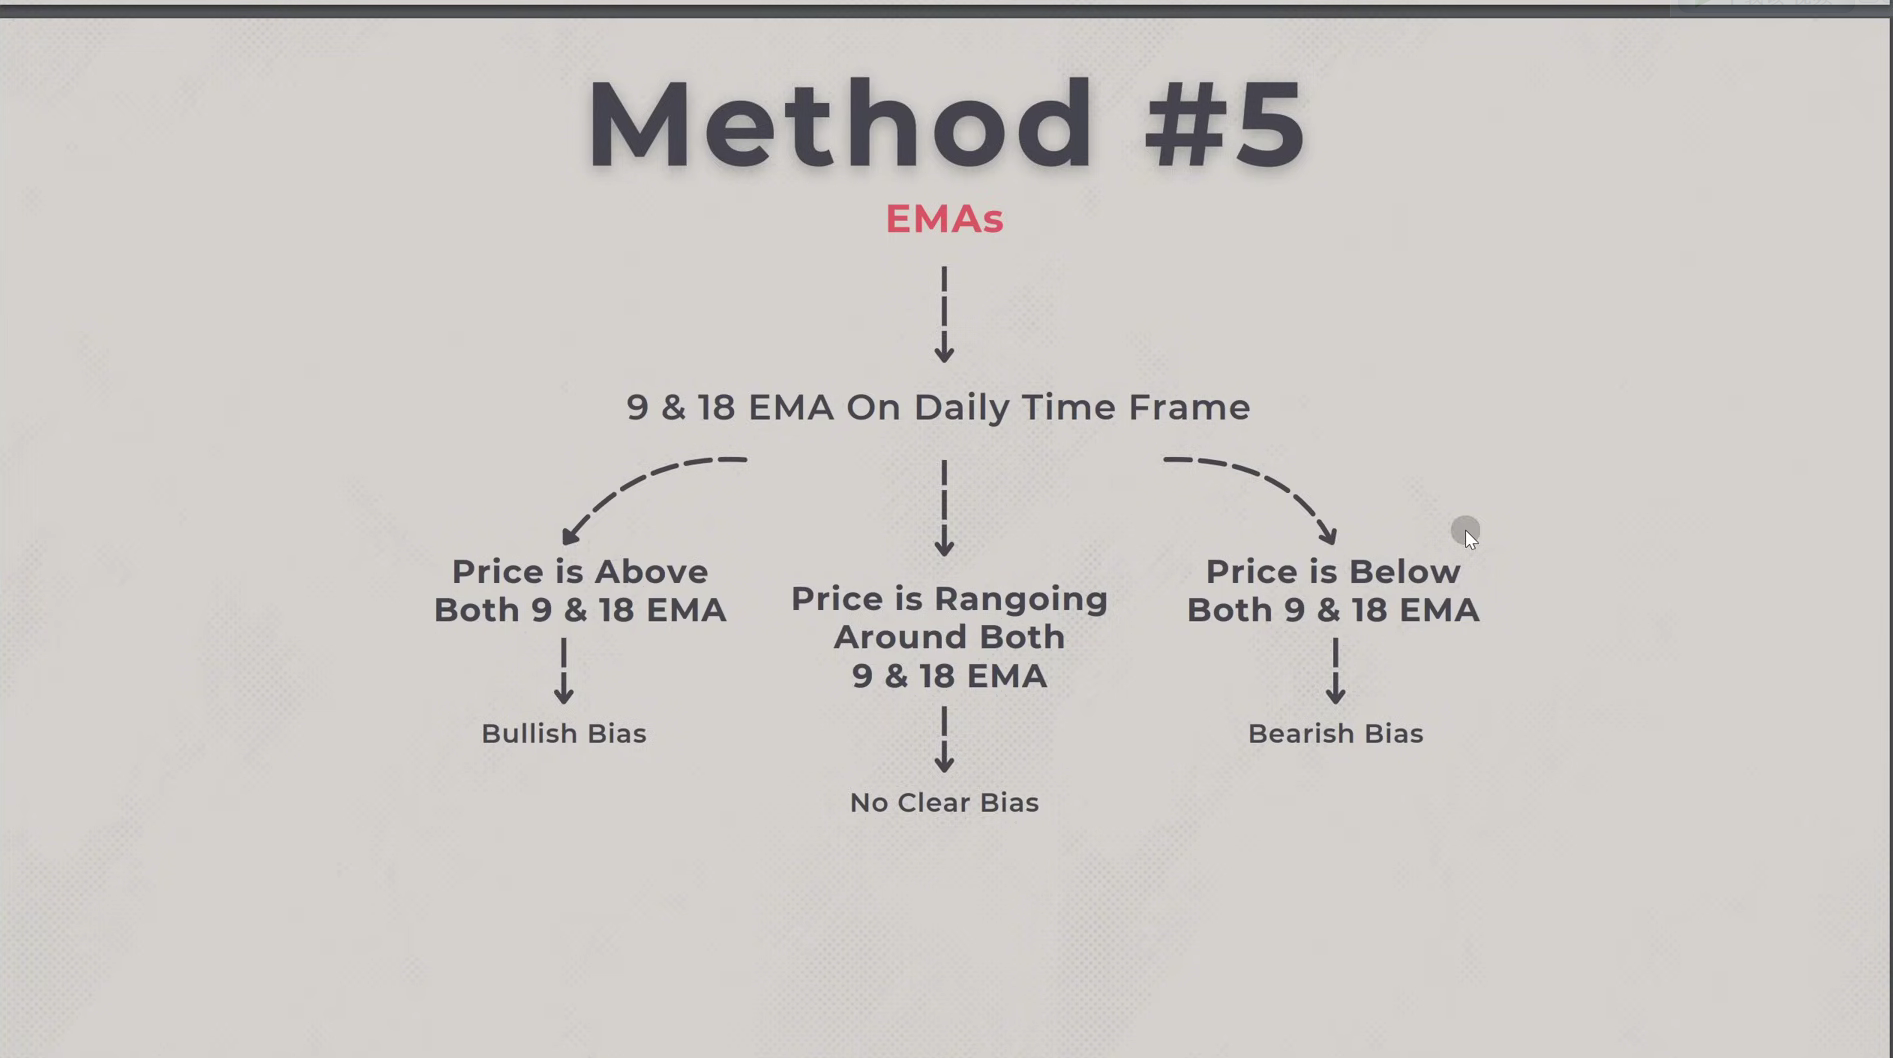 Method #5
EMAs
9 & 18 EMA On Daily Time Frame
Price is Above
Both 9 & 18 EMA
Bullish Bias
Price is Rangoing
Around Both
9 & 18 EMA
No Clear Bias
Price is Below
Both 9 & 18 EMA
Bearish Bias